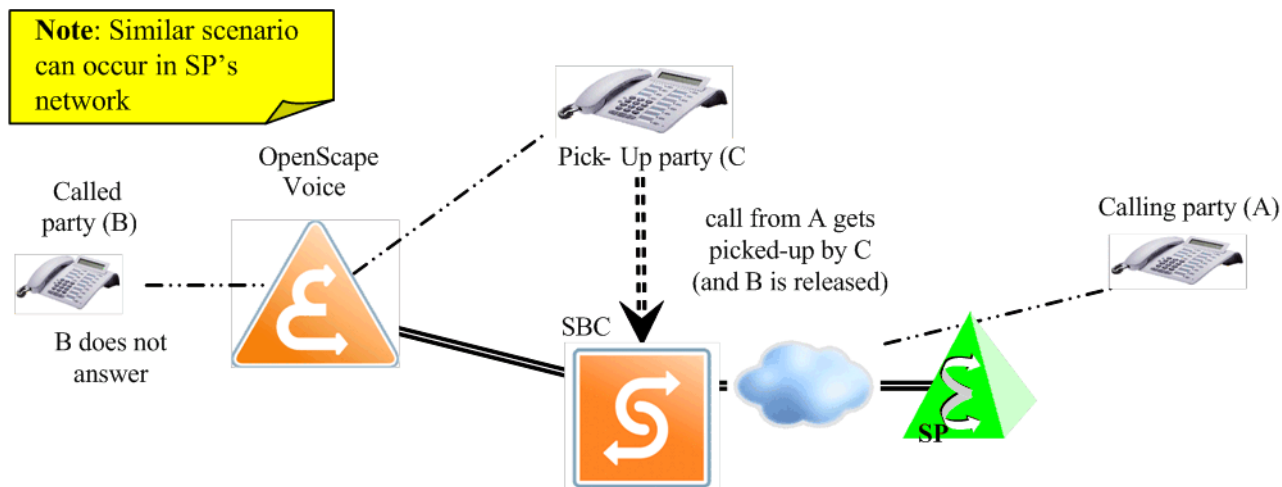 Note: Similar scenario
can occur in SP's
network
OpenScape
Voice
Pick- Up party (C
Called
party (B)
call from A gets
picked-up by C
(and B is released)
Calling party (A)
B does not
answer
SBC
SP